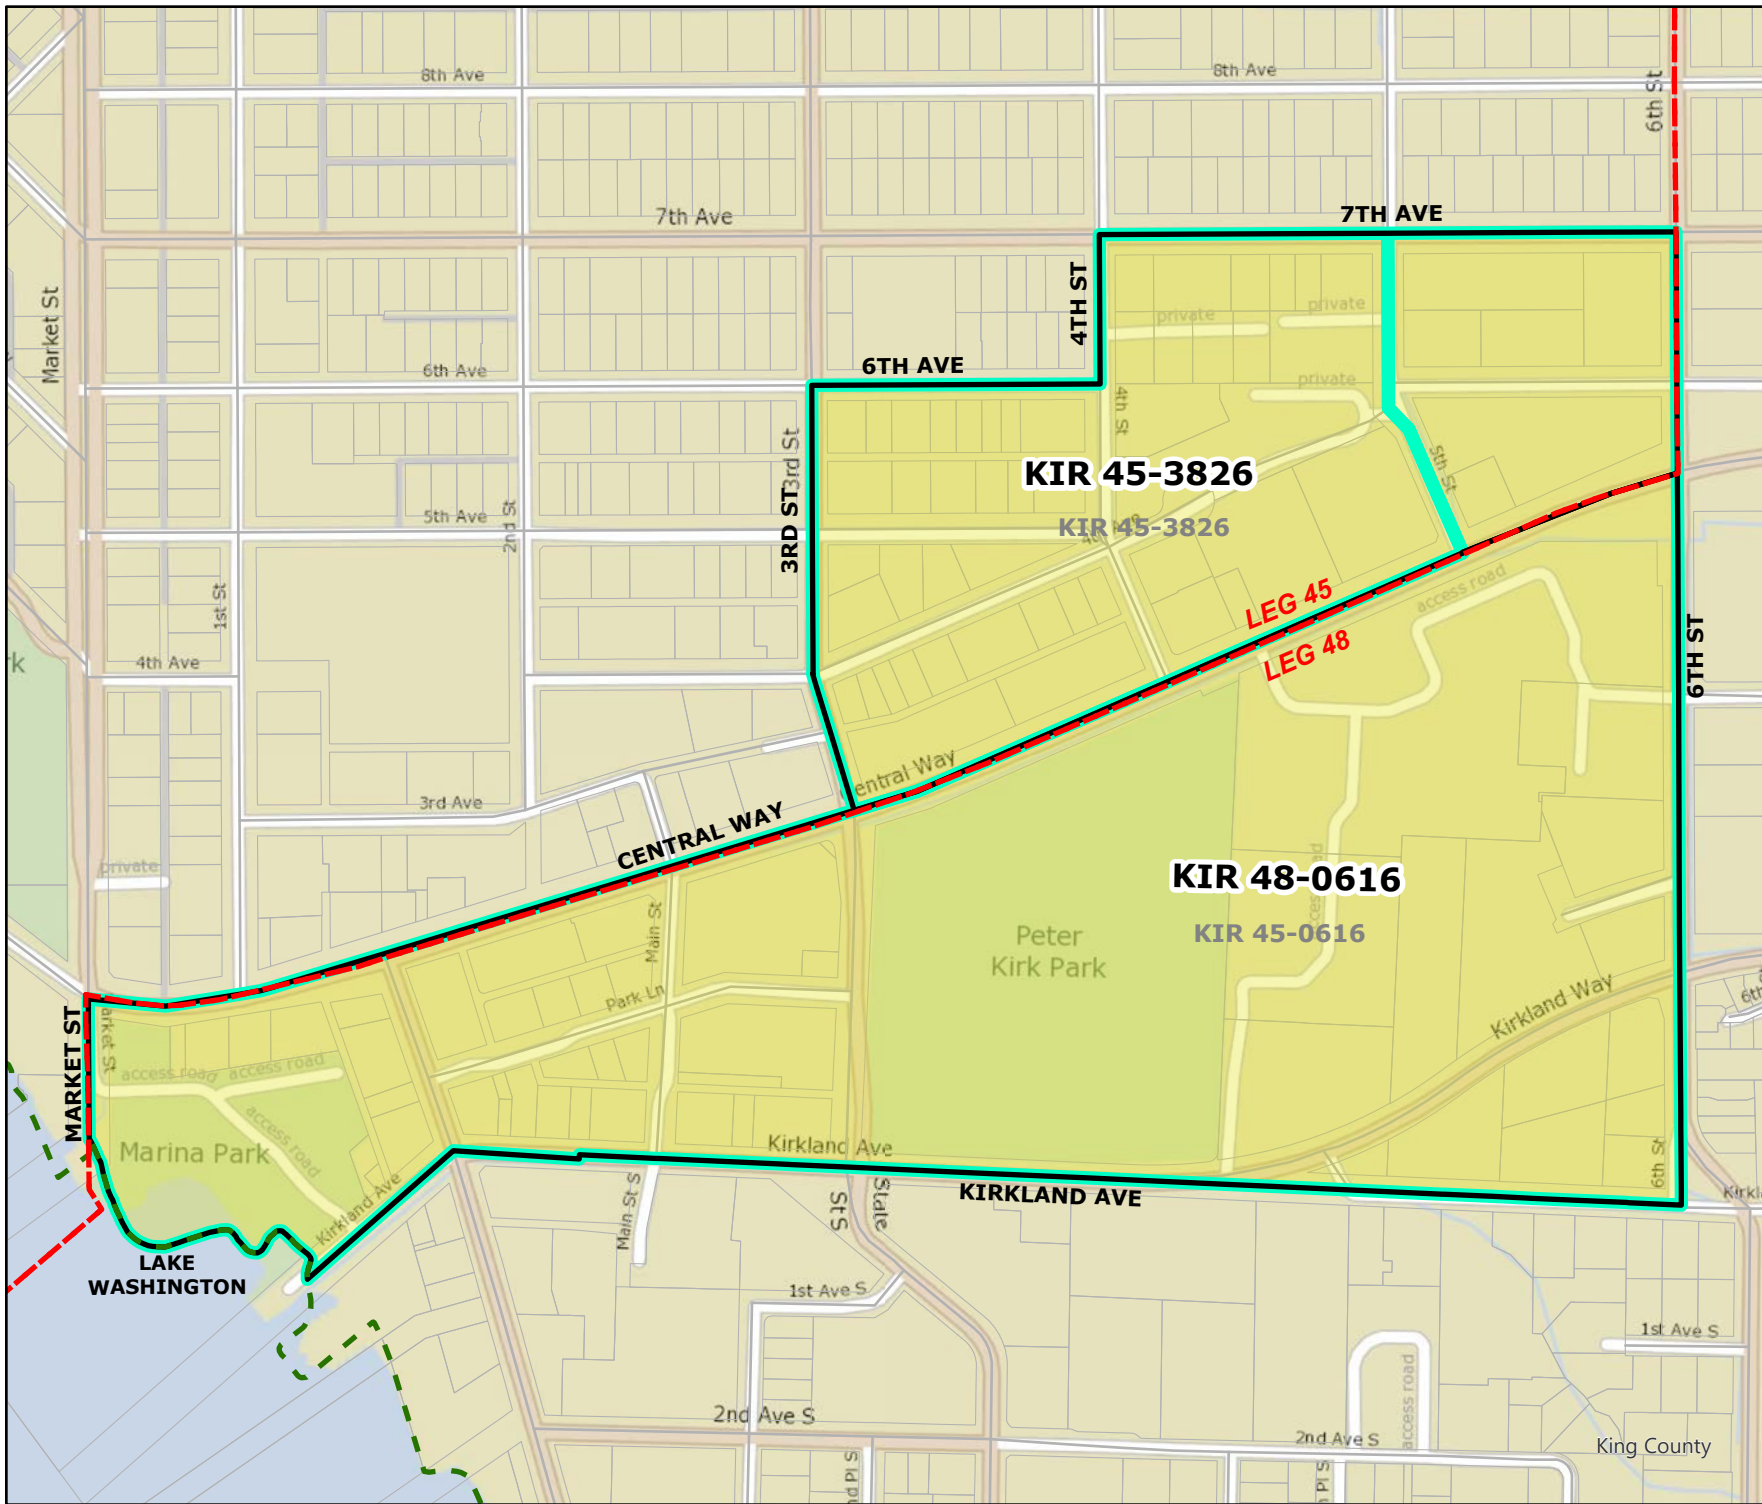 8th Ave
8th Ave
6th St
7th Ave
7TH AVE
Market St
4TH ST
private
private
6th Ave
6TH AVE
private
4th St
3rd St
5th St
KIR 45-3826
KIR 45-3826
5th Ave
2nd St
3RD ST
1st St
LEG 45
LEG 48
access road
6TH ST
4th Ave
Central Way
3rd Ave
CENTRAL WAY
private
KIR 48-0616
KIR 45-0616
Main St
Peter
Kirk Park
Park Ln
Kirkland Way
MARKET ST
access road
access road
access road
Marina Park
Kirkland Ave
Kirkland Ave
KIRKLAND AVE
6th St
Main St S
State
St S
LAKE
WASHINGTON
1st Ave S
1st Ave S
access road
2nd Ave S
2nd Ave S
King County